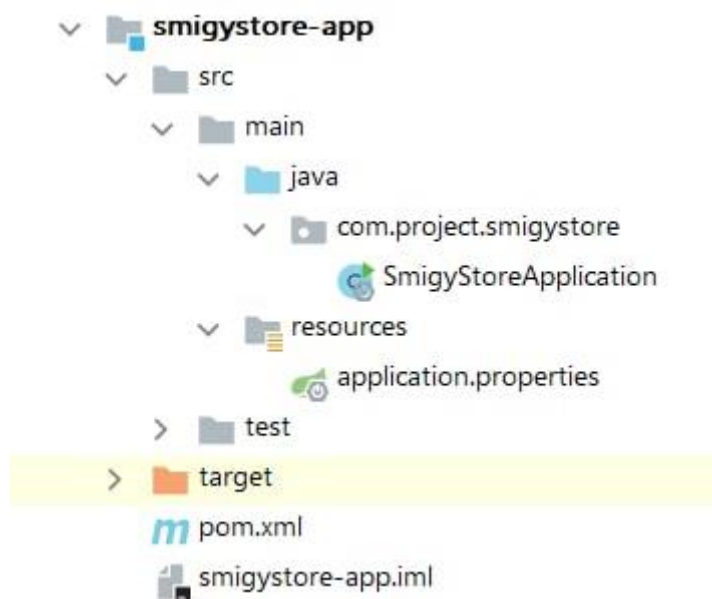 smigystore-app
src
main
java
com.project.smigystore
SmigyStoreApplication
resources
application.properties
test
target
pom.xml
smigystore-app.iml